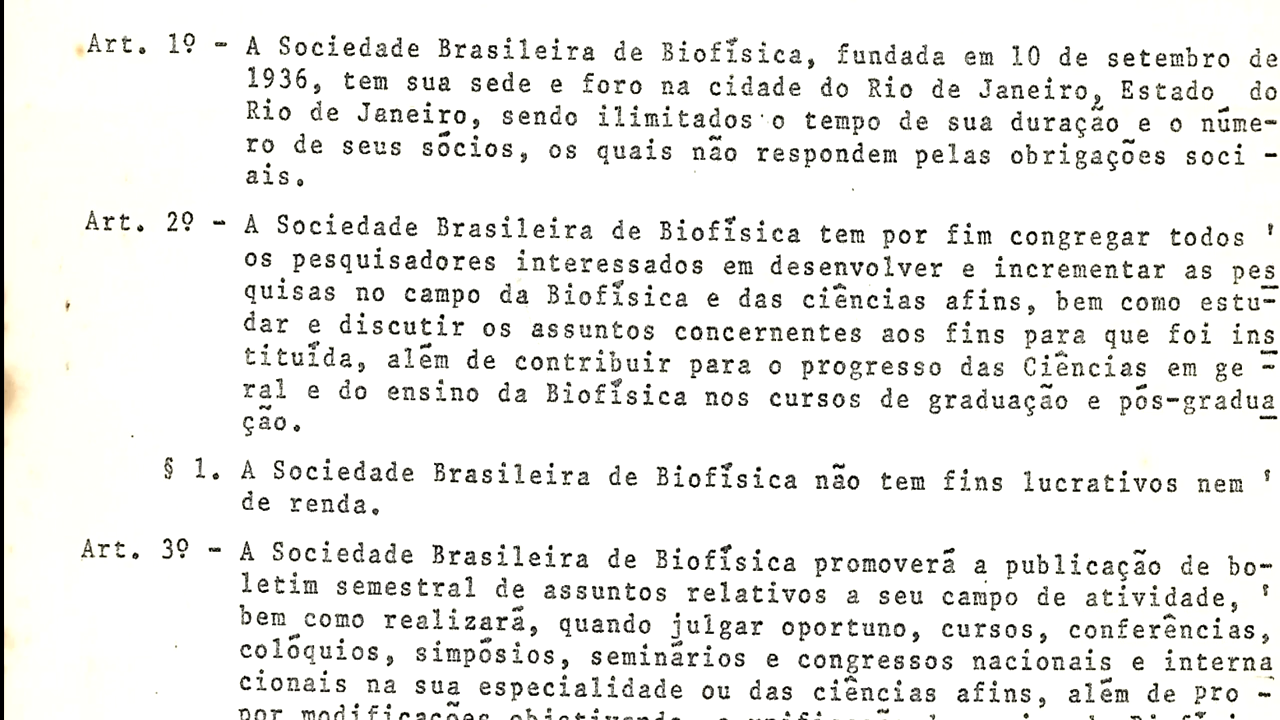 Art. 1º - A Sociedade Brasileira de Biofísica, fundada em 10 de setembro de
1936, tem sua sede e foro na cidade do Rio de Janeiro, Estado do
Rio de Janeiro, sendo ilimitados o tempo de sua duração e o núme-
ro de seus sócios, os quais não respondem pelas obrigações soci -
ais.
Art. 2º - A Sociedade Brasileira de Biofísica tem por fim congregar todos '
os pesquisadores interessados em desenvolver e incrementar as pes
quisas no campo da Biofísica e das ciências afins, bem como estu-
dar e discutir os assuntos concernentes aos fins para que foi ins
tituída, além de contribuir para o progresso das Ciências em ge -
ral e do ensino da Biofísica nos cursos de graduação e pós-gradua
ção.
§ 1. A Sociedade Brasileira de Biofísica não tem fins lucrativos nem '
de renda.
Art. 3º - A Sociedade Brasileira de Biofísica promoverá a publicação de bo-
letim semestral de assuntos relativos a seu campo de atividade, '
bem como realizará, quando julgar oportuno, cursos, conferências,
colóquios, simpósios, seminários e congressos nacionais e interna
cionais na sua especialidade ou das ciências afins, além de pro -
por modificações objetivando a unificação